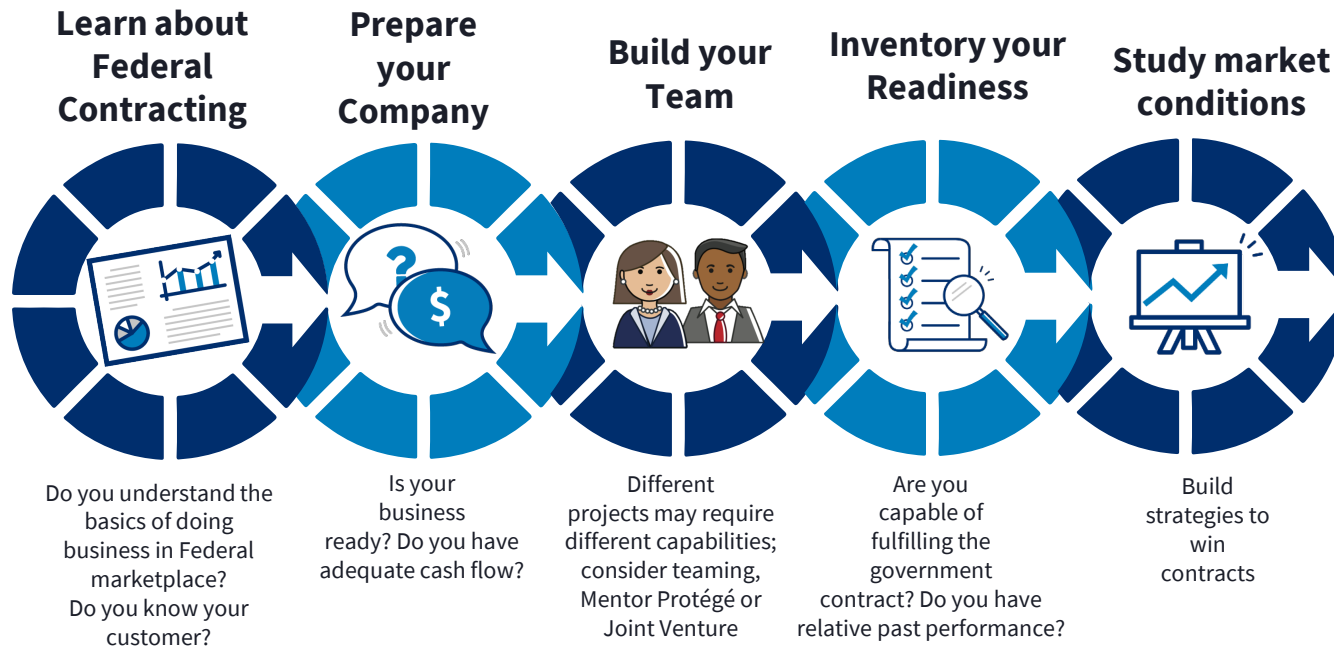 Learn about
Federal
Contracting
Do you understand the
basics of doing
business in Federal
marketplace?
Do you know your
customer?
Prepare
your
Company
?
$
Is your
business
ready? Do you have
adequate cash flow?
Build your
Team
Different
projects may require
different capabilities;
consider teaming,
Mentor Protégé or
Joint Venture
Inventory your
Readiness
Are you
capable of
fulfilling the
government
contract? Do you have
relative past performance?
Study market
conditions
Build
strategies to
win
contracts